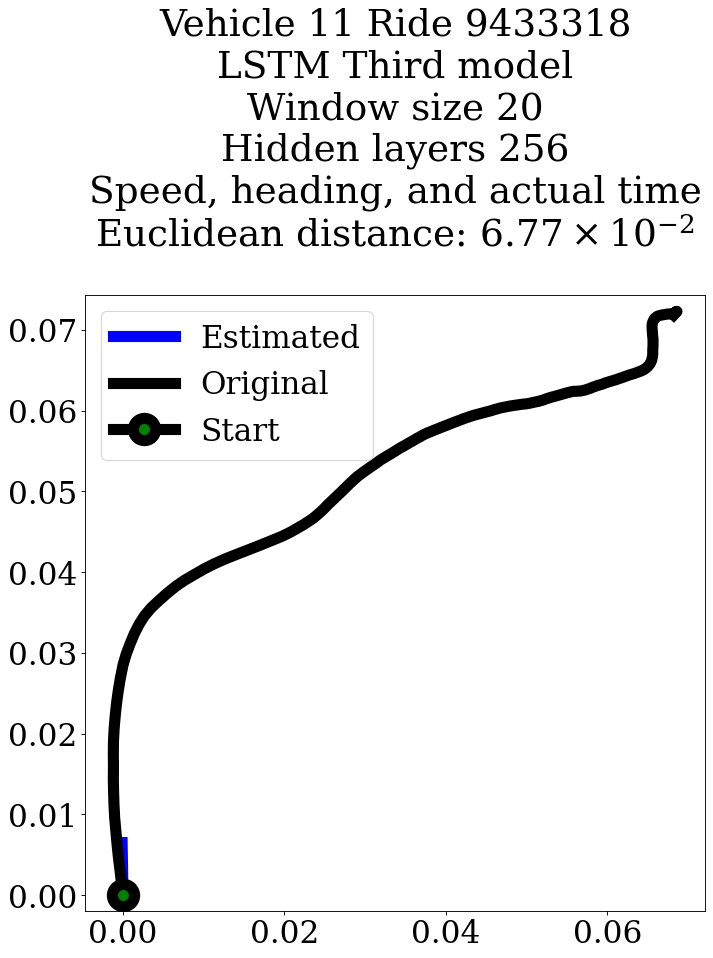 Vehicle 11 Ride 9433318
LSTM Third model
Window size 20
Hidden layers 256
Speed, heading, and actual time
Euclidean distance: 6.77 × 10⁻²
Estimated
Original
Start
0.07
0.06
0.05
0.04
0.03
0.02
0.01
0.00
0.00 0.02 0.04 0.06